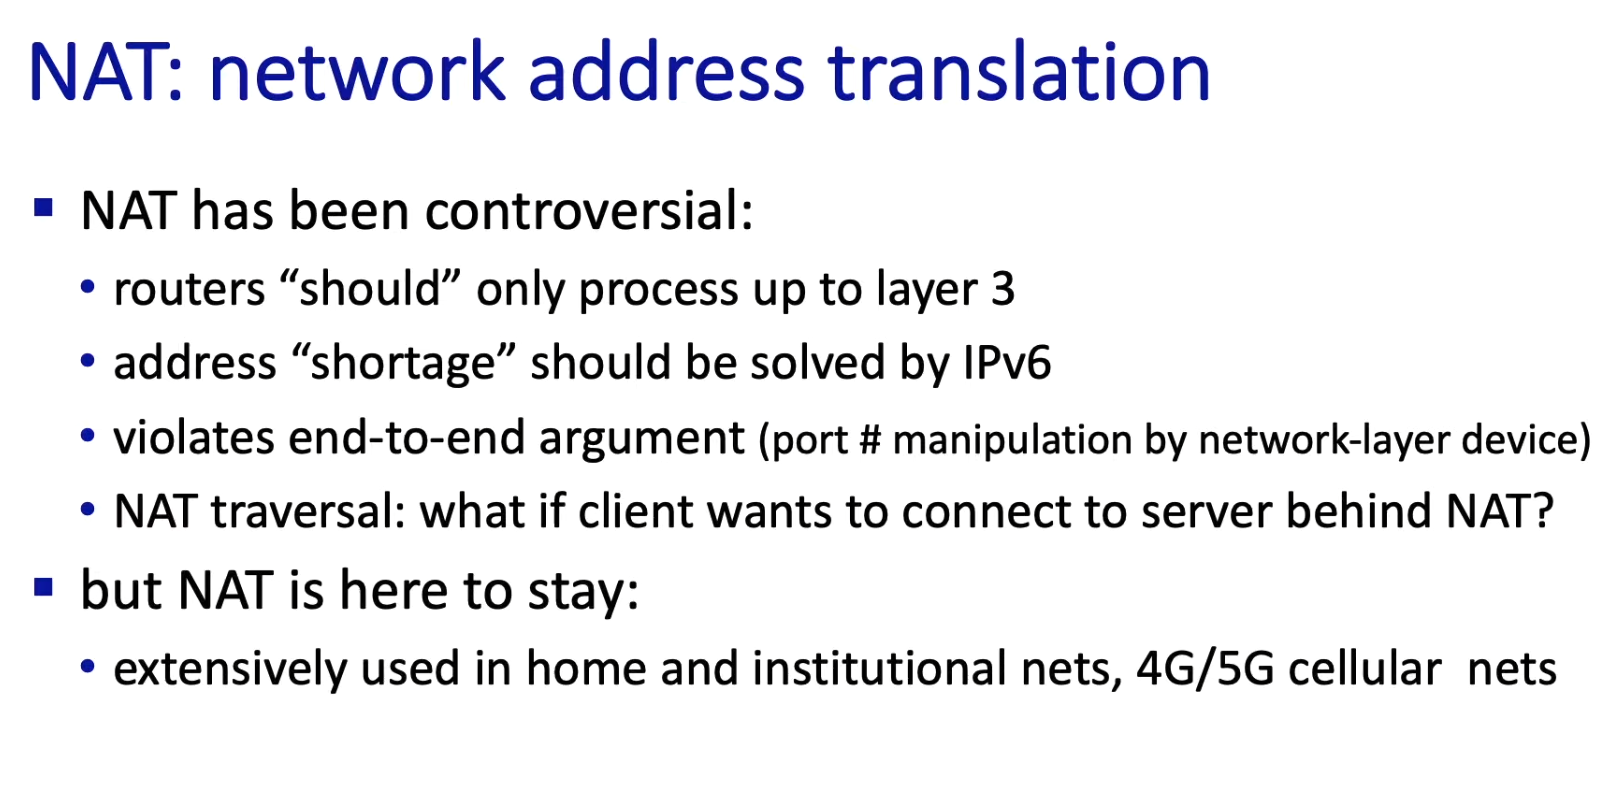 NAT: network address translation
▪ NAT has been controversial:
• routers “should” only process up to layer 3
• address “shortage” should be solved by IPv6
• violates end-to-end argument (port # manipulation by network-layer device)
• NAT traversal: what if client wants to connect to server behind NAT?
▪ but NAT is here to stay:
• extensively used in home and institutional nets, 4G/5G cellular  nets